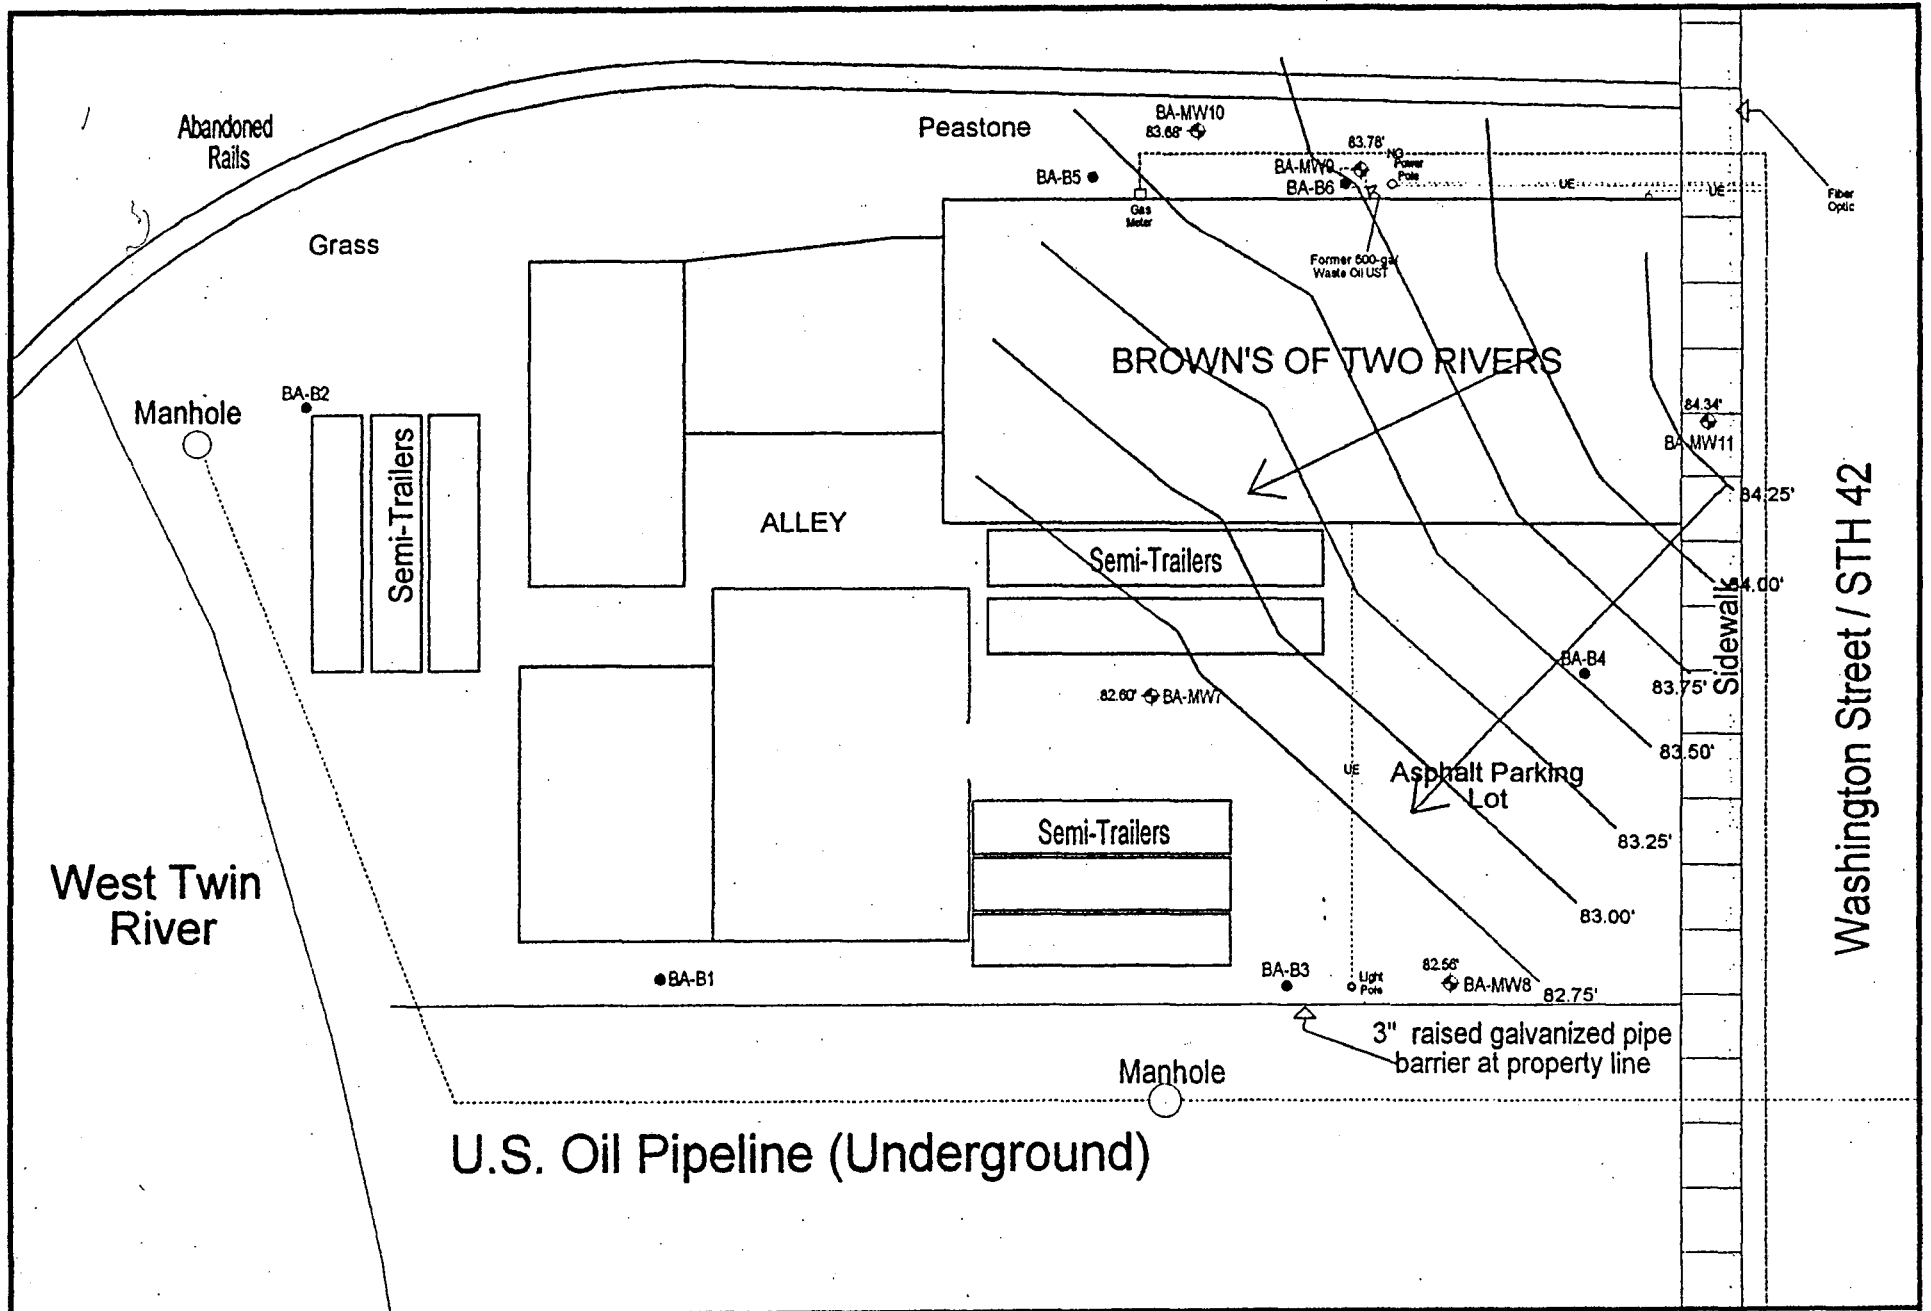 BA-MW10
83.68'
Peastone
Abandoned
Rails
83.78'
NG
Power
Pole
BA-MW9
BA-B5
BA-B6
UE
UE
Gas
Meter
Fiber
Optic
Grass
Former 500-gal
Waste Oil UST
BROWN'S OF TWO RIVERS
BA-B2
Manhole
84.34'
BA-MW11
Semi-Trailers
84.25'
ALLEY
Semi-Trailers
84.00'
Sidewalk
Washington Street / STH 42
BA-B4
83.75'
82.60'
BA-MW7
83.50'
UE
Asphalt Parking
Lot
Semi-Trailers
83.25'
West Twin
River
83.00'
BA-B1
BA-B3
Light
Pole
82.56'
BA-MW8
82.75'
3" raised galvanized pipe
barrier at property line
Manhole
U.S. Oil Pipeline (Underground)